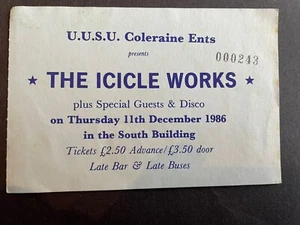 U.U.S.U. Coleraine Ents
presents
000243
★ THE ICICLE WORKS ★
plus Special Guests & Disco
on Thursday 11th December 1986
in the South Building
Tickets £2.50 Advance/£3.50 door
Late Bar & Late Buses